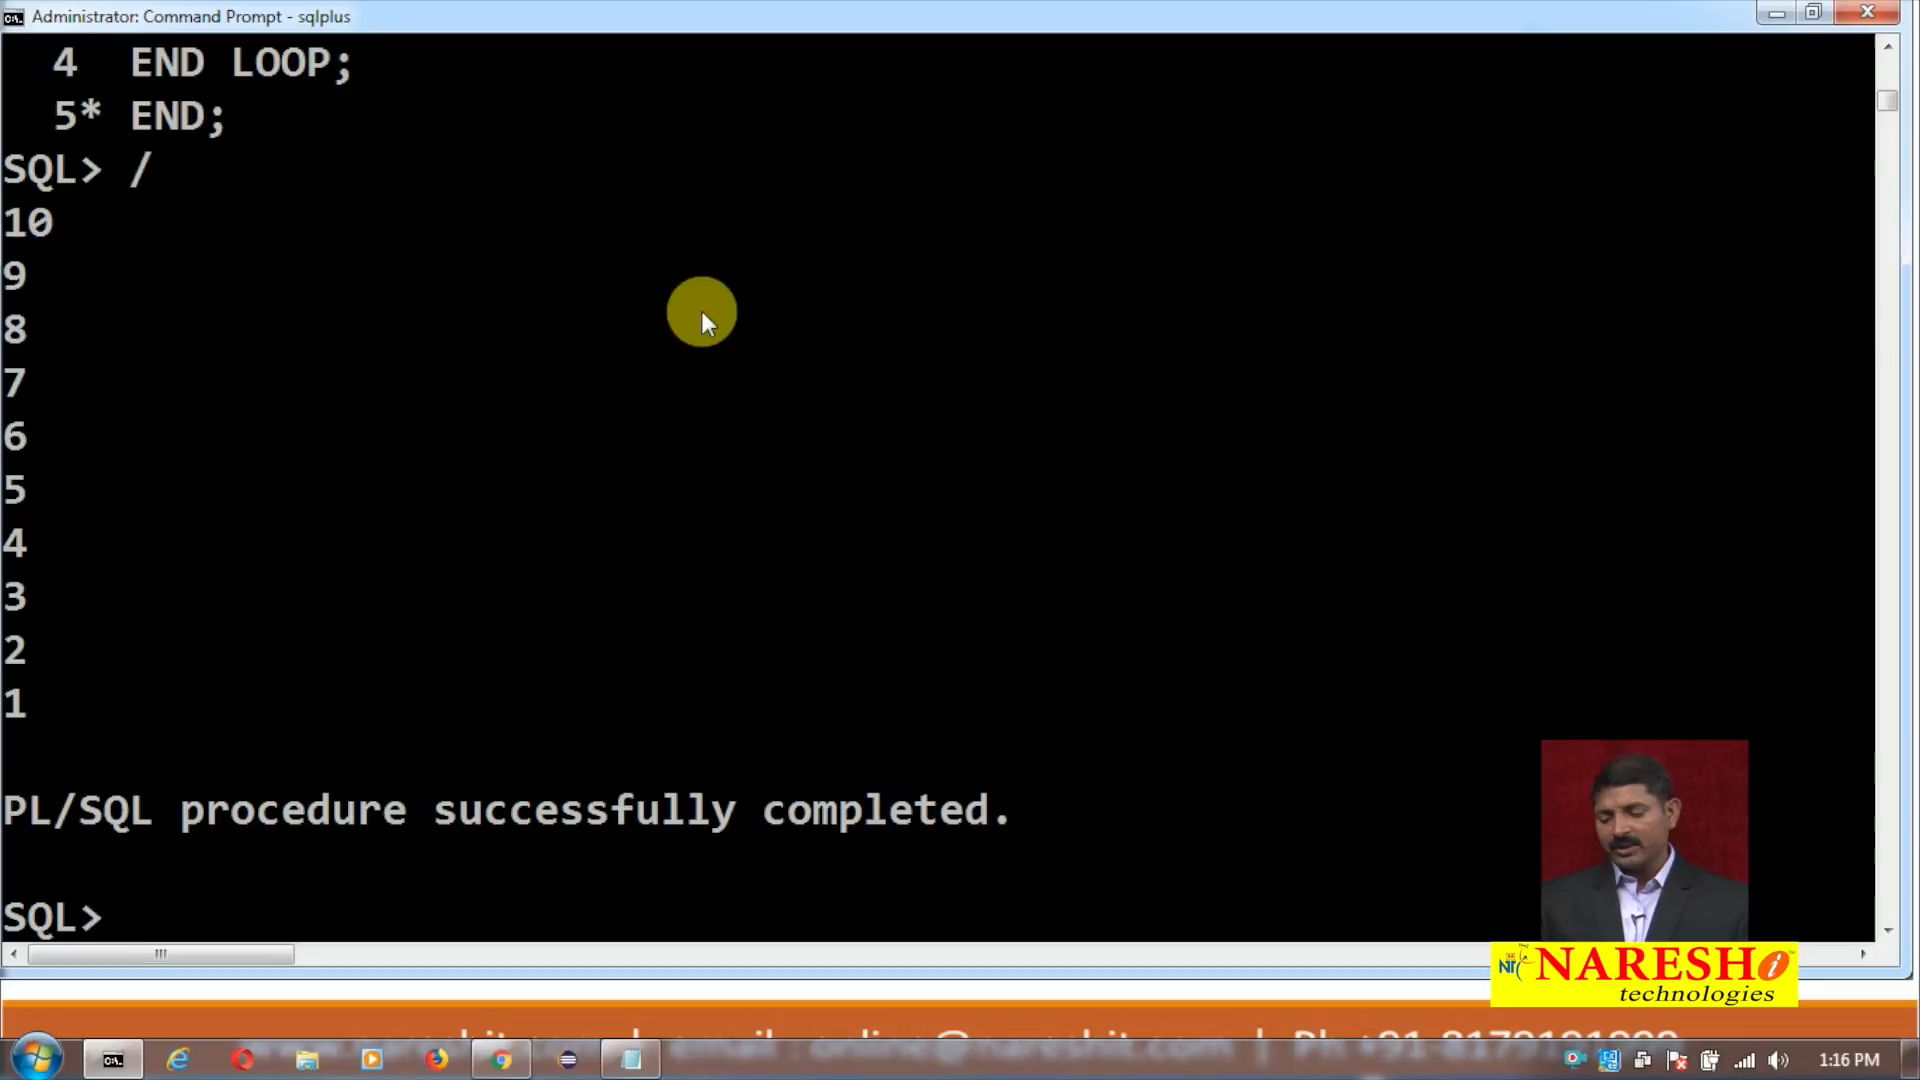 Administrator: Command Prompt - sqlplus
4 END LOOP;
5* END;
SQL> /
10
9
8
7
6
5
4
3
2
1
PL/SQL procedure successfully completed.
SQL>
NARESH i
technologies
1:16 PM